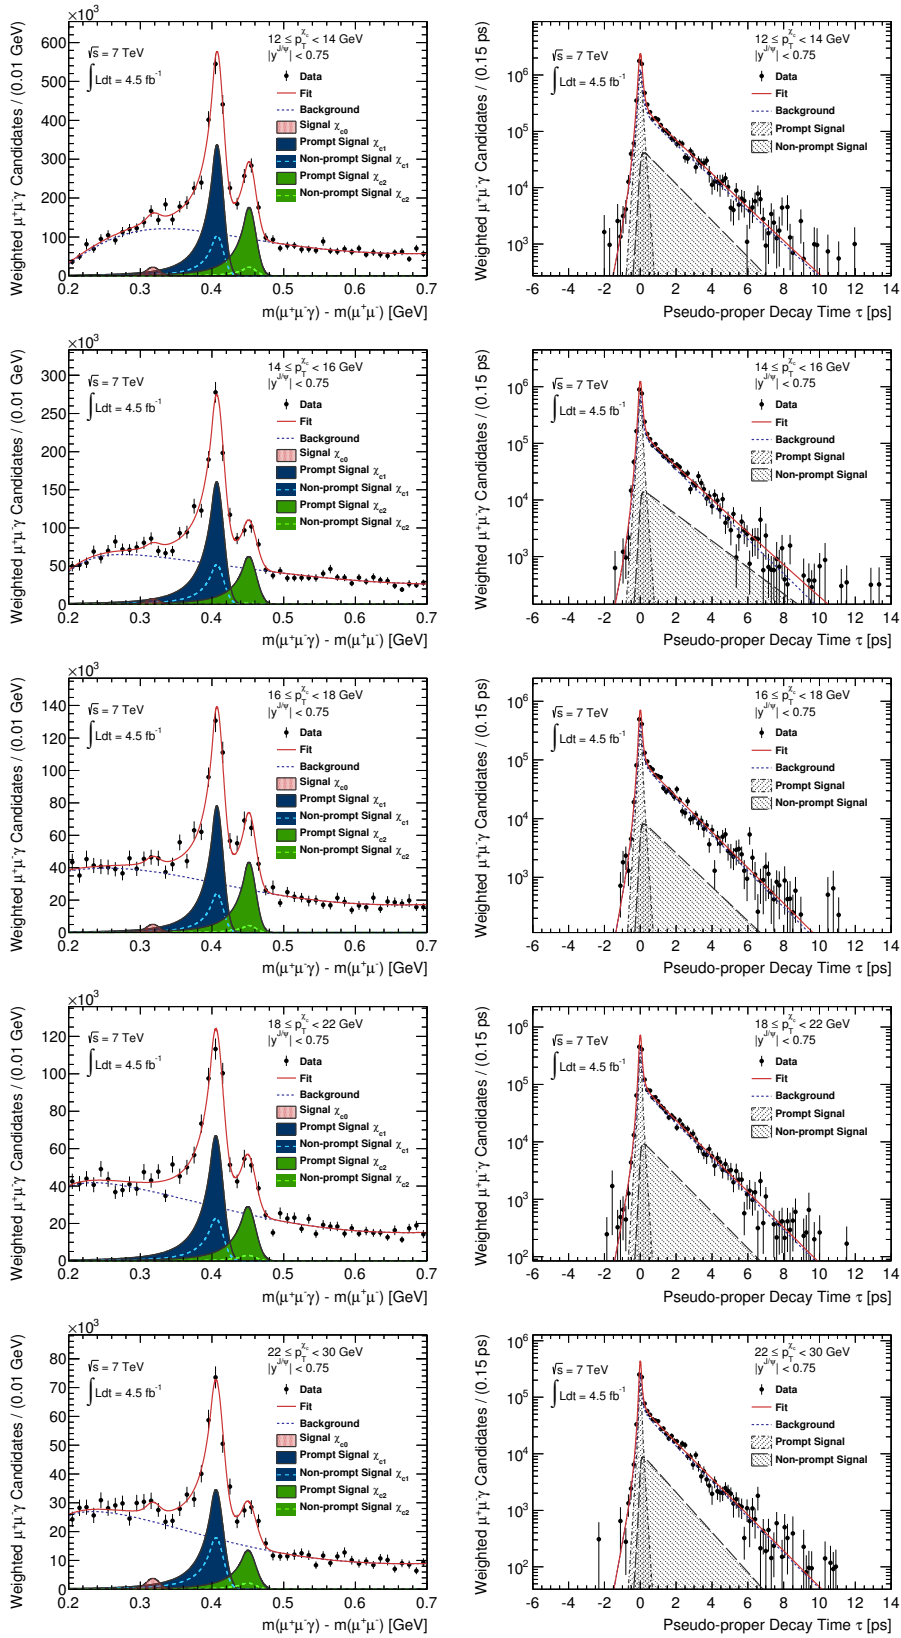 ×10³
Weighted μ⁺μ⁻γ Candidates / (0.01 GeV)
600
500
400
300
200
100
0
√s = 7 TeV
∫Ldt = 4.5 fb⁻¹
12 ≤ p_T^χc < 14 GeV
|y^J/ψ| < 0.75
Data
Fit
Background
Signal χc0
Prompt Signal χc1
Non-prompt Signal χc1
Prompt Signal χc2
Non-prompt Signal χc2
0.2 0.3 0.4 0.5 0.6 0.7
m(μ⁺μ⁻γ) - m(μ⁺μ⁻) [GeV]
Weighted μ⁺μ⁻γ Candidates / (0.15 ps)
10⁶
10⁵
10⁴
10³
√s = 7 TeV
∫Ldt = 4.5 fb⁻¹
12 ≤ p_T^χc < 14 GeV
|y^J/ψ| < 0.75
Data
Fit
Background
Prompt Signal
Non-prompt Signal
-6 -4 -2 0 2 4 6 8 10 12 14
Pseudo-proper Decay Time τ [ps]
×10³
Weighted μ⁺μ⁻γ Candidates / (0.01 GeV)
300
250
200
150
100
50
0
√s = 7 TeV
∫Ldt = 4.5 fb⁻¹
14 ≤ p_T^χc < 16 GeV
|y^J/ψ| < 0.75
Data
Fit
Background
Signal χc0
Prompt Signal χc1
Non-prompt Signal χc1
Prompt Signal χc2
Non-prompt Signal χc2
0.2 0.3 0.4 0.5 0.6 0.7
m(μ⁺μ⁻γ) - m(μ⁺μ⁻) [GeV]
Weighted μ⁺μ⁻γ Candidates / (0.15 ps)
10⁶
10⁵
10⁴
10³
√s = 7 TeV
∫Ldt = 4.5 fb⁻¹
14 ≤ p_T^χc < 16 GeV
|y^J/ψ| < 0.75
Data
Fit
Background
Prompt Signal
Non-prompt Signal
-6 -4 -2 0 2 4 6 8 10 12 14
Pseudo-proper Decay Time τ [ps]
×10³
Weighted μ⁺μ⁻γ Candidates / (0.01 GeV)
140
120
100
80
60
40
20
0
√s = 7 TeV
∫Ldt = 4.5 fb⁻¹
16 ≤ p_T^χc < 18 GeV
|y^J/ψ| < 0.75
Data
Fit
Background
Signal χc0
Prompt Signal χc1
Non-prompt Signal χc1
Prompt Signal χc2
Non-prompt Signal χc2
0.2 0.3 0.4 0.5 0.6 0.7
m(μ⁺μ⁻γ) - m(μ⁺μ⁻) [GeV]
Weighted μ⁺μ⁻γ Candidates / (0.15 ps)
10⁶
10⁵
10⁴
10³
√s = 7 TeV
∫Ldt = 4.5 fb⁻¹
16 ≤ p_T^χc < 18 GeV
|y^J/ψ| < 0.75
Data
Fit
Background
Prompt Signal
Non-prompt Signal
-6 -4 -2 0 2 4 6 8 10 12 14
Pseudo-proper Decay Time τ [ps]
×10³
Weighted μ⁺μ⁻γ Candidates / (0.01 GeV)
120
100
80
60
40
20
0
√s = 7 TeV
∫Ldt = 4.5 fb⁻¹
18 ≤ p_T^χc < 22 GeV
|y^J/ψ| < 0.75
Data
Fit
Background
Signal χc0
Prompt Signal χc1
Non-prompt Signal χc1
Prompt Signal χc2
Non-prompt Signal χc2
0.2 0.3 0.4 0.5 0.6 0.7
m(μ⁺μ⁻γ) - m(μ⁺μ⁻) [GeV]
Weighted μ⁺μ⁻γ Candidates / (0.15 ps)
10⁶
10⁵
10⁴
10³
10²
√s = 7 TeV
∫Ldt = 4.5 fb⁻¹
18 ≤ p_T^χc < 22 GeV
|y^J/ψ| < 0.75
Data
Fit
Background
Prompt Signal
Non-prompt Signal
-6 -4 -2 0 2 4 6 8 10 12 14
Pseudo-proper Decay Time τ [ps]
×10³
Weighted μ⁺μ⁻γ Candidates / (0.01 GeV)
80
70
60
50
40
30
20
10
0
√s = 7 TeV
∫Ldt = 4.5 fb⁻¹
22 ≤ p_T^χc < 30 GeV
|y^J/ψ| < 0.75
Data
Fit
Background
Signal χc0
Prompt Signal χc1
Non-prompt Signal χc1
Prompt Signal χc2
Non-prompt Signal χc2
0.2 0.3 0.4 0.5 0.6 0.7
m(μ⁺μ⁻γ) - m(μ⁺μ⁻) [GeV]
Weighted μ⁺μ⁻γ Candidates / (0.15 ps)
10⁶
10⁵
10⁴
10³
10²
√s = 7 TeV
∫Ldt = 4.5 fb⁻¹
22 ≤ p_T^χc < 30 GeV
|y^J/ψ| < 0.75
Data
Fit
Background
Prompt Signal
Non-prompt Signal
-6 -4 -2 0 2 4 6 8 10 12 14
Pseudo-proper Decay Time τ [ps]